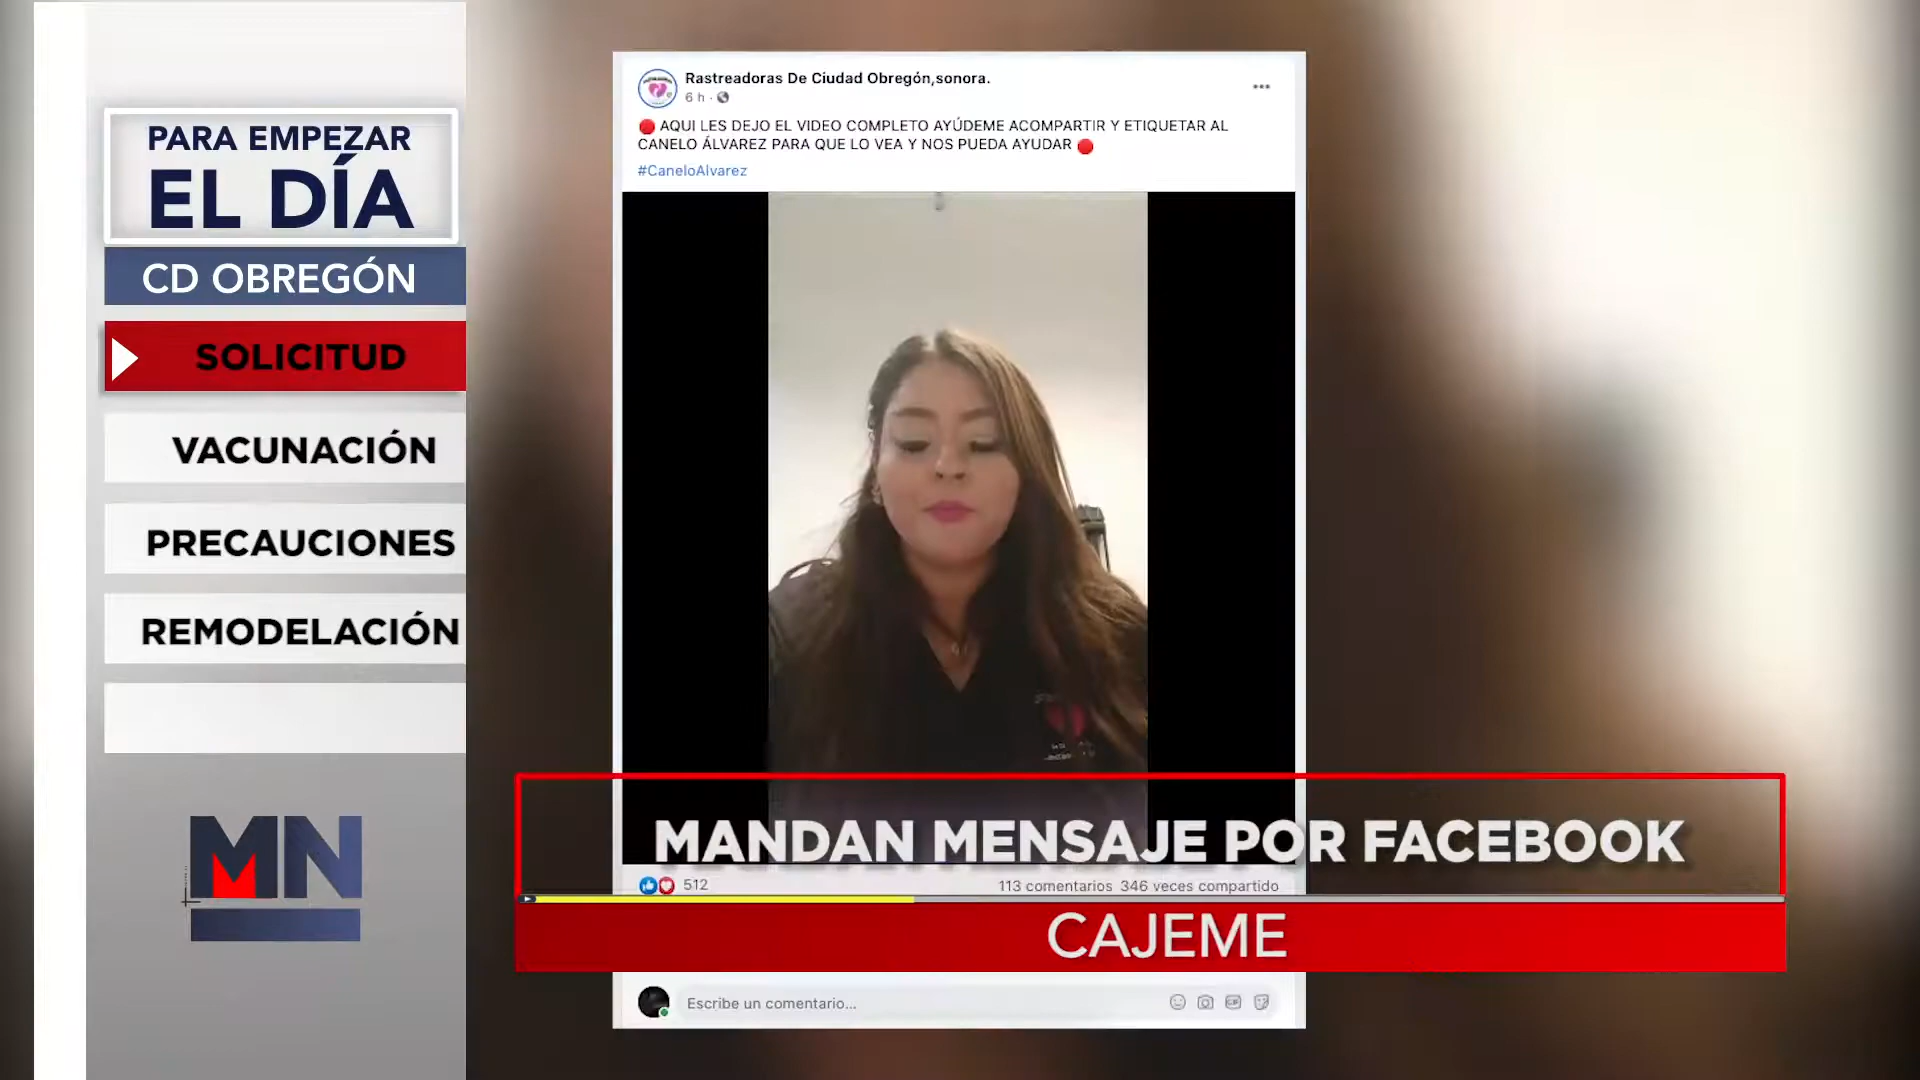 PARA EMPEZAR
EL DÍA
CD OBREGÓN
SOLICITUD
VACUNACIÓN
PRECAUCIONES
REMODELACIÓN
MN
Rastreadoras De Ciudad Obregón,sonora.
6 h ·
AQUI LES DEJO EL VIDEO COMPLETO AYÚDEME ACOMPARTIR Y ETIQUETAR AL
CANELO ÁLVAREZ PARA QUE LO VEA Y NOS PUEDA AYUDAR
#CaneloAlvarez
MANDAN MENSAJE POR FACEBOOK
512
113 comentarios 346 veces compartido
CAJEME
Escribe un comentario...